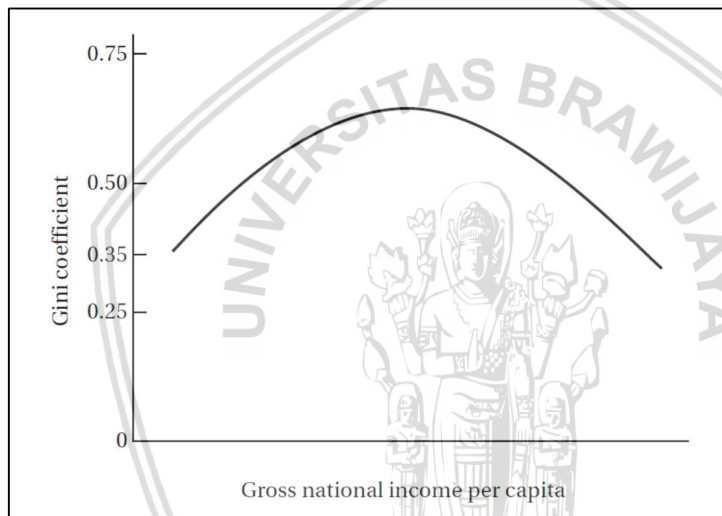 0.75
0.50
0.35
0.25
0
Gini coefficient
Gross national income per capita
UNIVERSITAS BRAWIJAYA